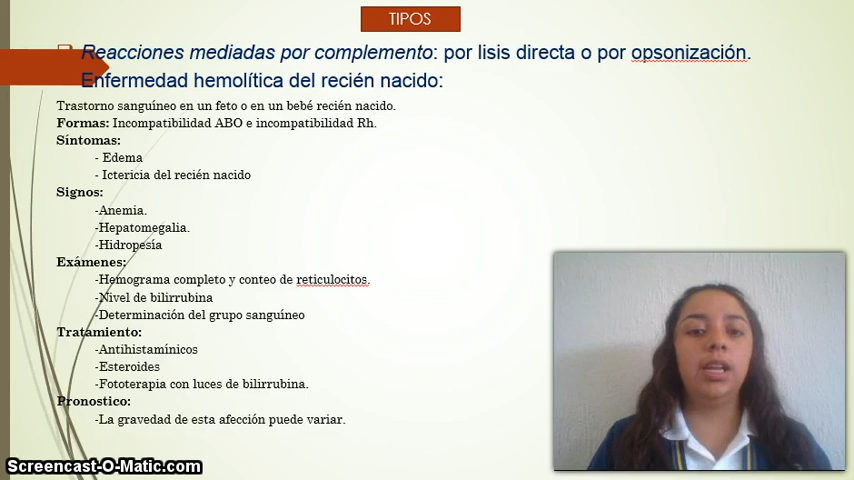 TIPOS
Reacciones mediadas por complemento: por lisis directa o por opsonización.
Enfermedad hemolítica del recién nacido:
Trastorno sanguíneo en un feto o en un bebé recién nacido.
Formas: Incompatibilidad ABO e incompatibilidad Rh.
Síntomas:
- Edema
- Ictericia del recién nacido
Signos:
-Anemia.
-Hepatomegalia.
-Hidropesía
Exámenes:
-Hemograma completo y conteo de reticulocitos.
-Nivel de bilirrubina
-Determinación del grupo sanguíneo
Tratamiento:
-Antihistamínicos
-Esteroides
-Fototerapia con luces de bilirrubina.
Pronostico:
-La gravedad de esta afección puede variar.
Screencast-O-Matic.com